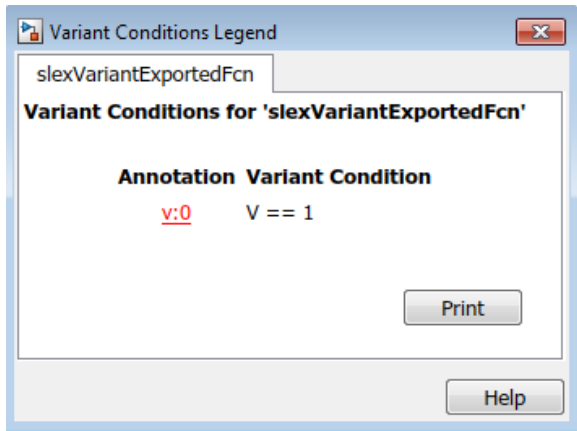 Variant Conditions Legend
slexVariantExportedFcn
Variant Conditions for 'slexVariantExportedFcn'
Annotation Variant Condition
v:0 V == 1
Print
Help